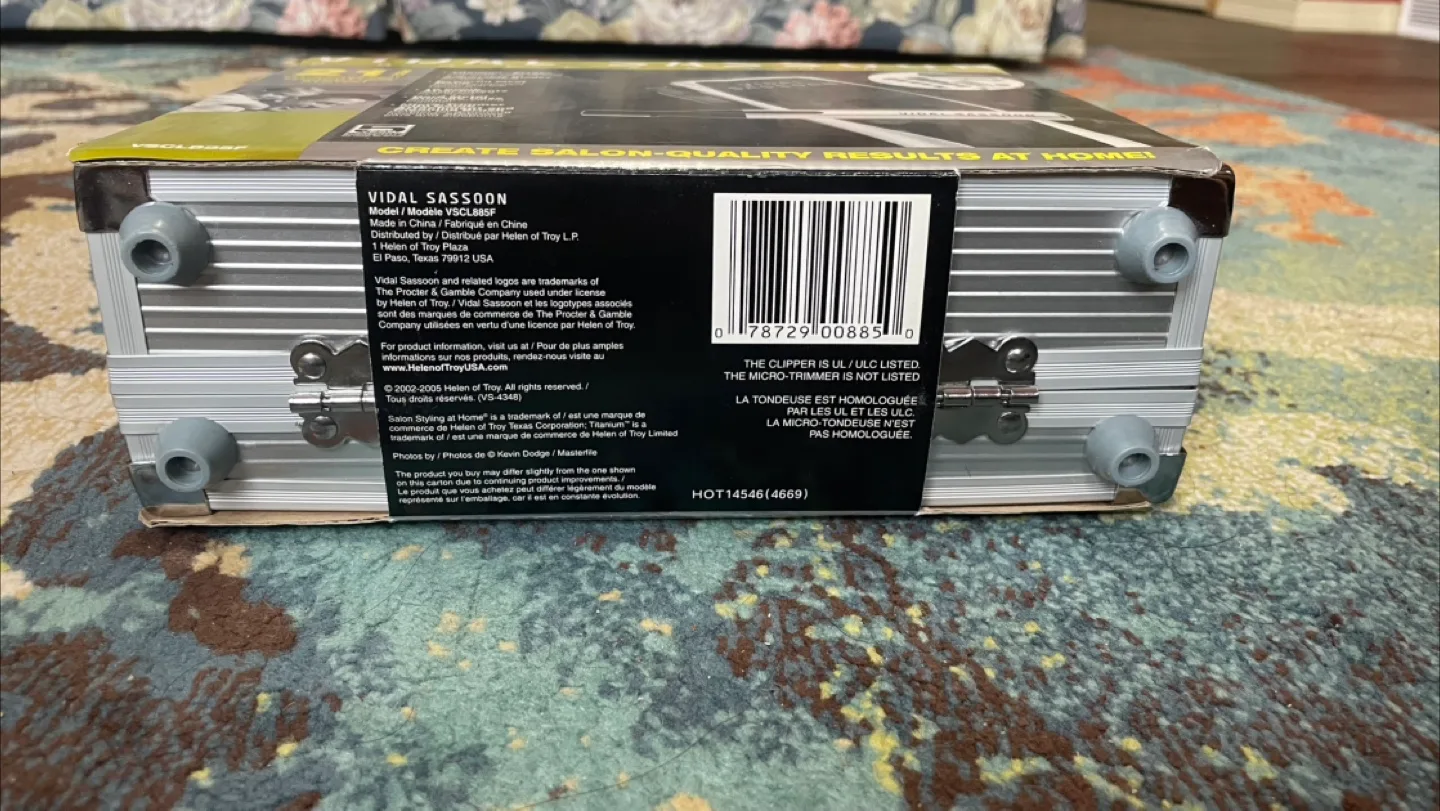 21
VSCL885F
VIDAL SASSOON
CREATE SALON-QUALITY RESULTS AT HOME!
VIDAL SASSOON
Model / Modèle VSCL885F
Made in China / Fabriqué en Chine
Distributed by / Distribué par Helen of Troy L.P.
1 Helen of Troy Plaza
El Paso, Texas 79912 USA
Vidal Sassoon and related logos are trademarks of
The Procter & Gamble Company used under license
by Helen of Troy. / Vidal Sassoon et les logotypes associés
sont des marques de commerce de The Procter & Gamble
Company utilisées en vertu d'une licence par Helen of Troy.
For product information, visit us at / Pour de plus amples
informations sur nos produits, rendez-nous visite au
www.HelenofTroyUSA.com
© 2002-2005 Helen of Troy. All rights reserved. /
Tous droits réservés. (VS-4348)
Salon Styling at Home® is a trademark of / est une marque de
commerce de Helen of Troy Texas Corporation; Titanium™ is a
trademark of / est une marque de commerce de Helen of Troy Limited
Photos by / Photos de © Kevin Dodge / Masterfile
The product you buy may differ slightly from the one shown
on this carton due to continuing product improvements. /
Le produit que vous achetez peut différer légèrement du modèle
représenté sur l'emballage, car il est en constante évolution.
0 78729 00885 0
THE CLIPPER IS UL / ULC LISTED.
THE MICRO-TRIMMER IS NOT LISTED
LA TONDEUSE EST HOMOLOGUÉE
PAR LES UL ET LES ULC.
LA MICRO-TONDEUSE N'EST
PAS HOMOLOGUÉE.
HOT14546(4669)